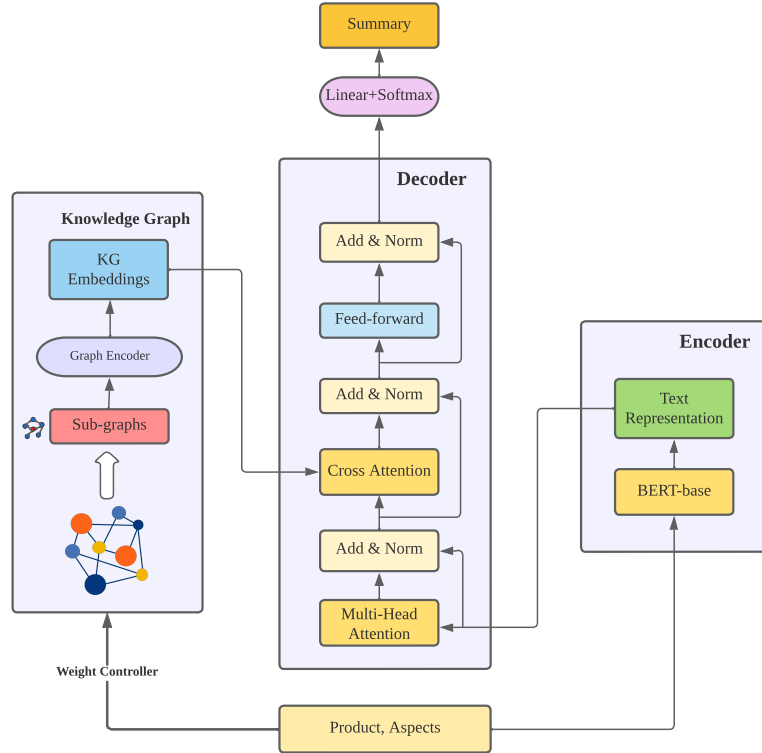 Summary
Linear+Softmax
Decoder
Knowledge Graph
Add & Norm
KG
Embeddings
Feed-forward
Encoder
Graph Encoder
Add & Norm
Text
Representation
Sub-graphs
Cross Attention
BERT-base
Add & Norm
Multi-Head
Attention
Weight Controller
Product, Aspects